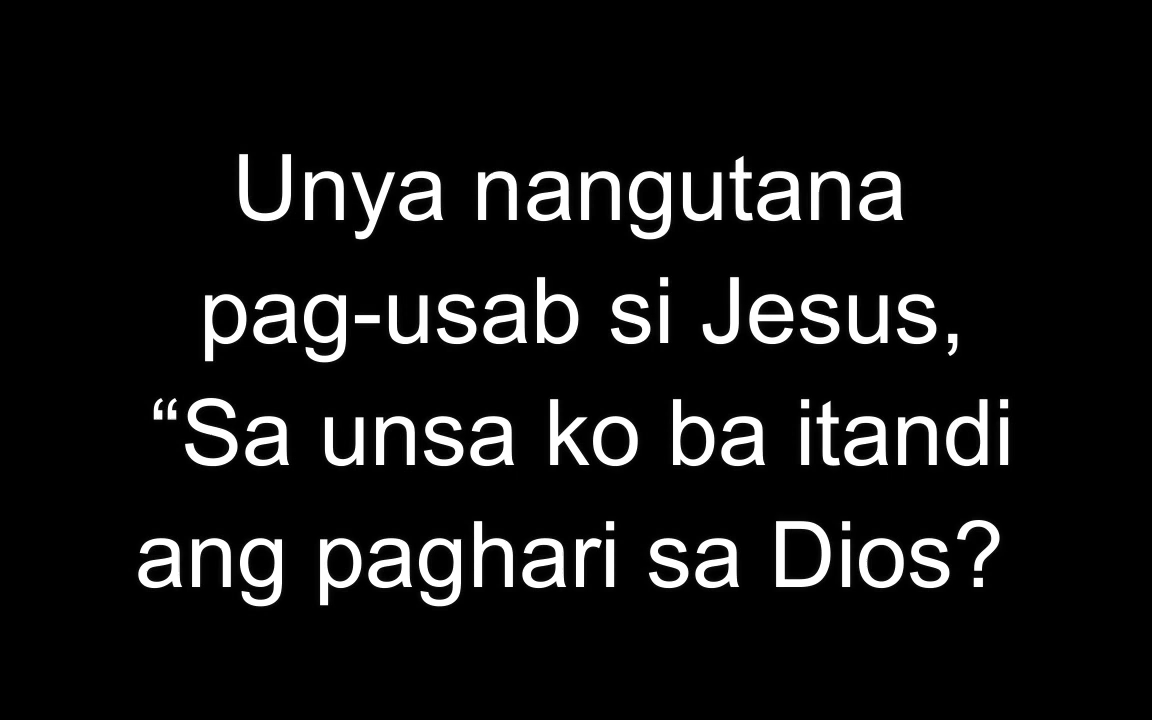 Unya nangutana
pag-usab si Jesus,
“Sa unsa ko ba itandi
ang paghari sa Dios?